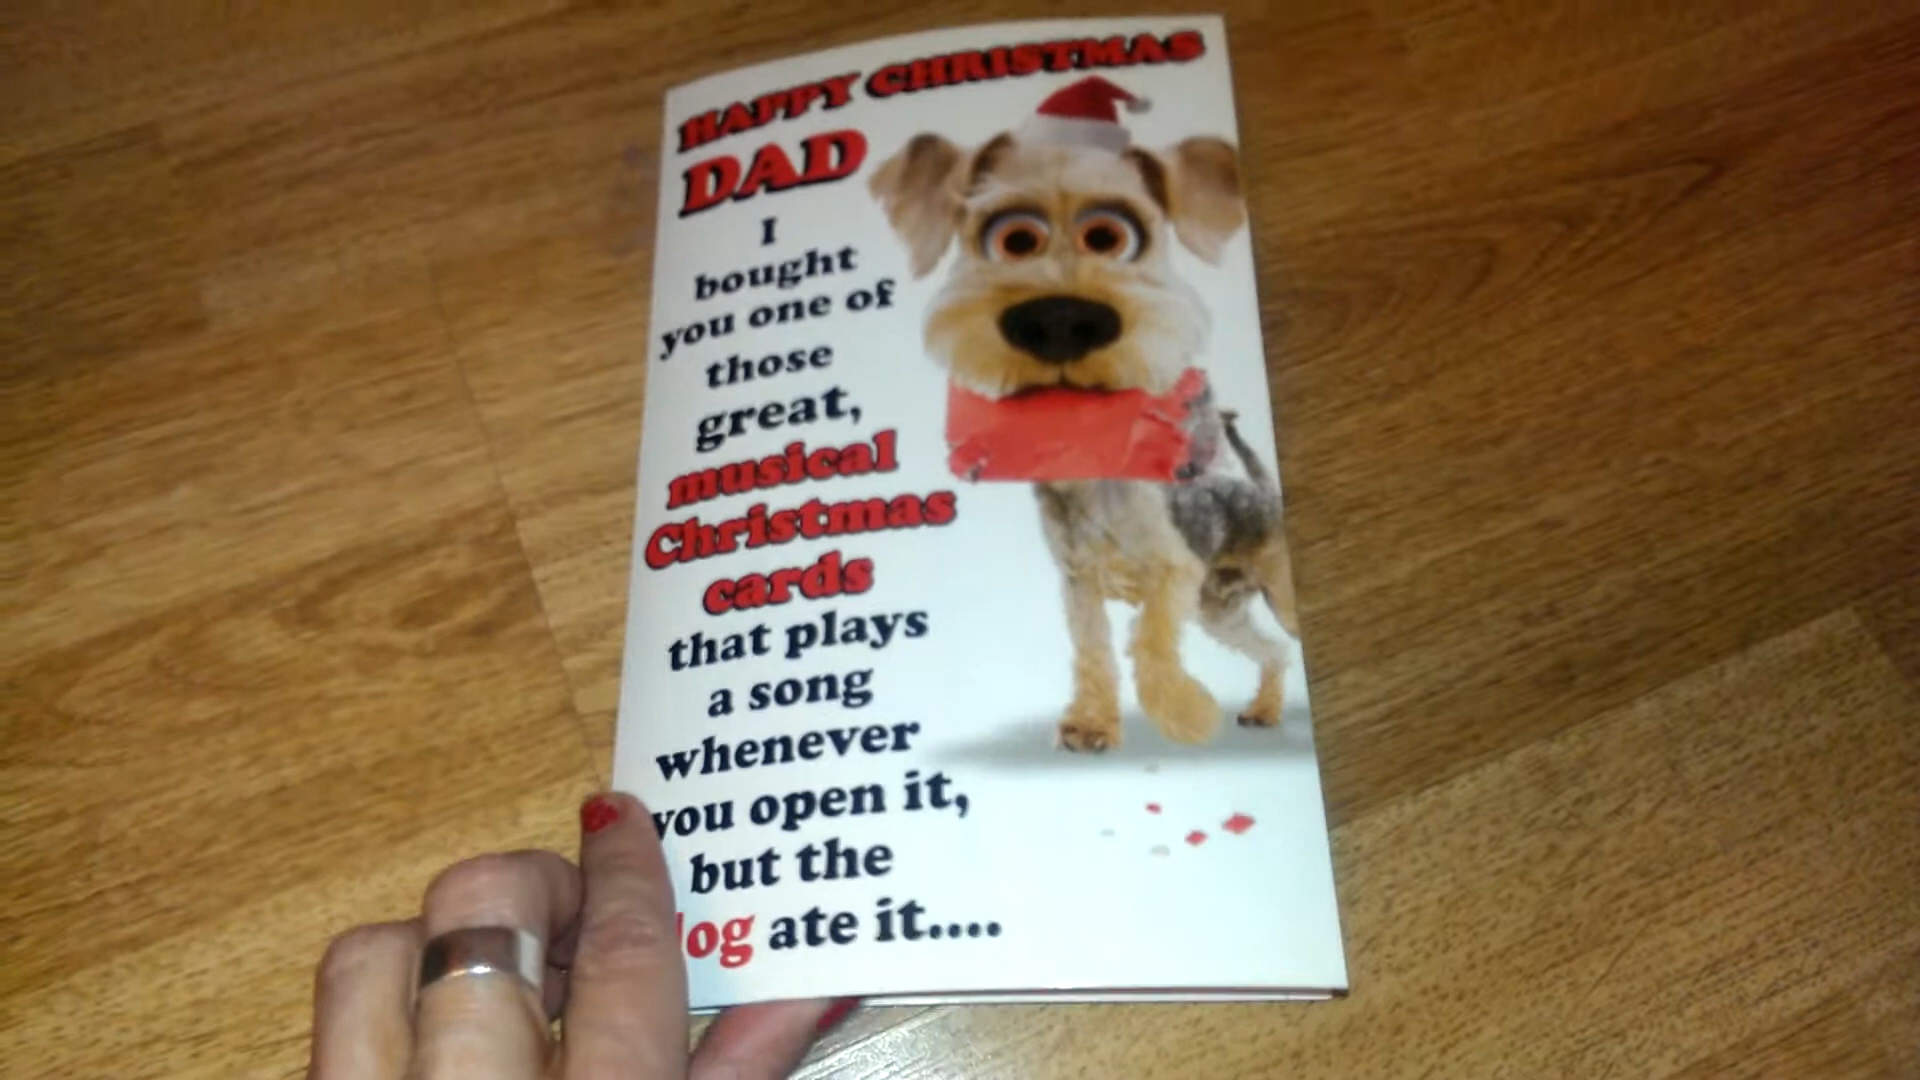 HAPPY CHRISTMAS
DAD
I
bought
you one of
those
great,
musical
Christmas
cards
that plays
a song
whenever
you open it,
but the
dog ate it....